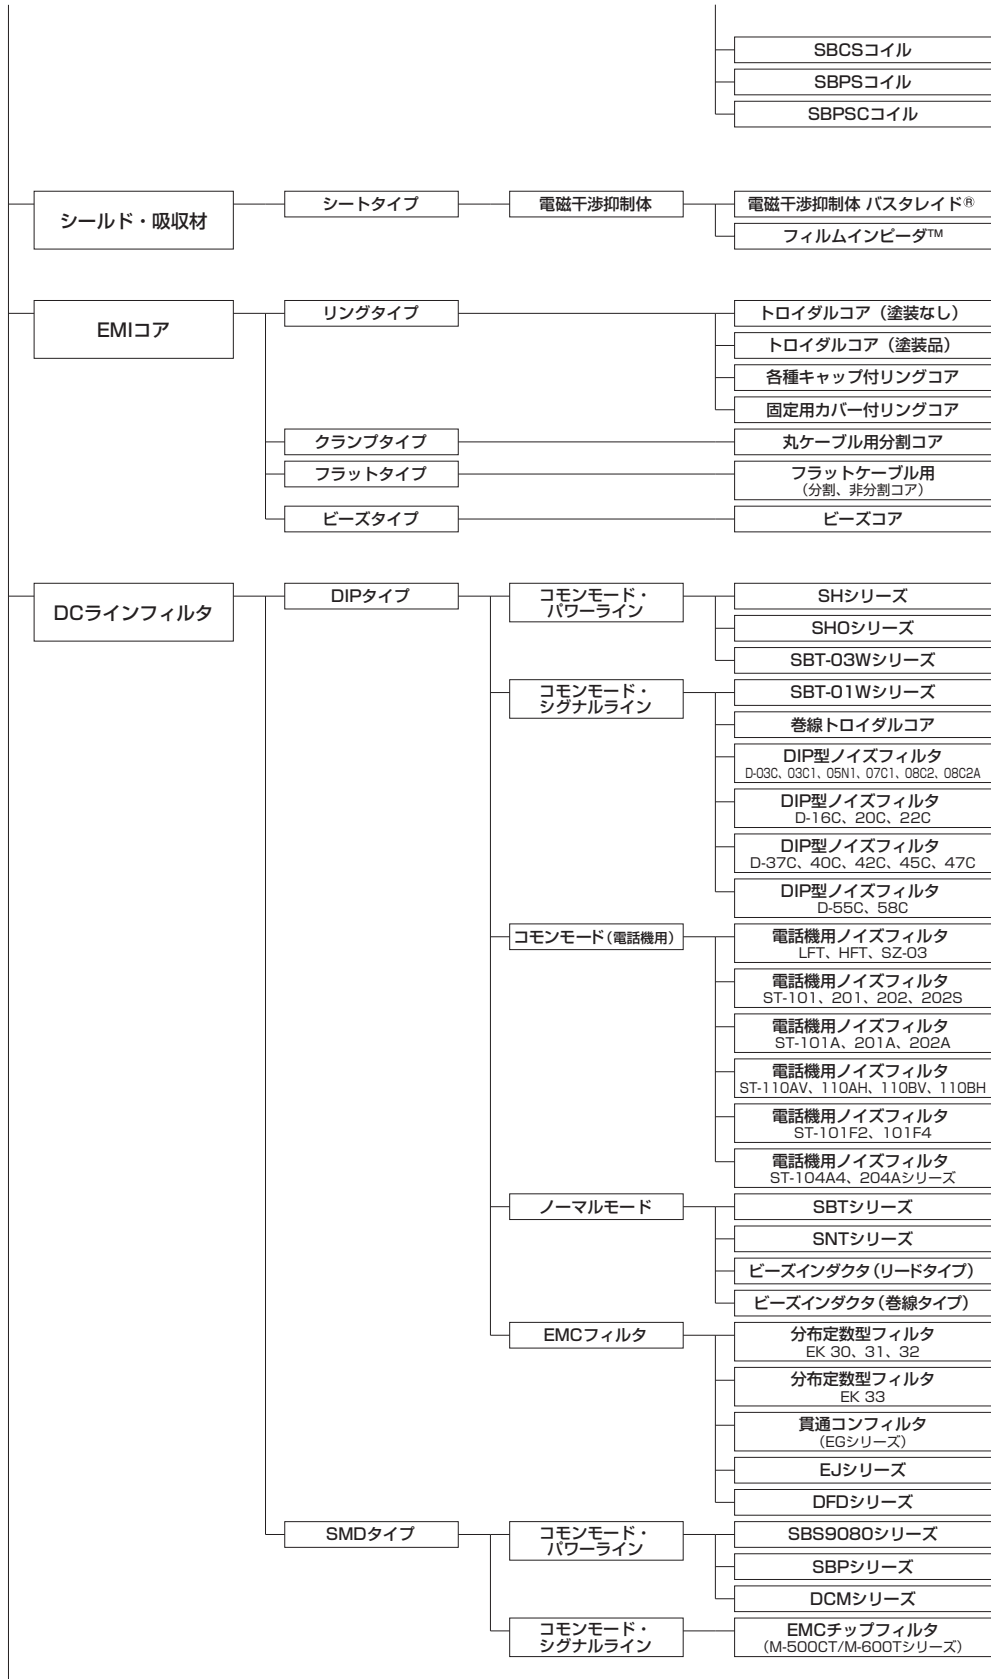 SBCSコイル
SBPSコイル
SBPSCコイル
シールド・吸収材
シートタイプ
電磁干渉抑制体
電磁干渉抑制体 バスタレイド®
フィルムインピーダ™
EMIコア
リングタイプ
トロイダルコア（塗装なし）
トロイダルコア（塗装品）
各種キャップ付リングコア
固定用カバー付リングコア
クランプタイプ
丸ケーブル用分割コア
フラットタイプ
フラットケーブル用
（分割、非分割コア）
ビーズタイプ
ビーズコア
DCラインフィルタ
DIPタイプ
コモンモード・
パワーライン
SHシリーズ
SHOシリーズ
SBT-03Wシリーズ
コモンモード・
シグナルライン
SBT-01Wシリーズ
巻線トロイダルコア
DIP型ノイズフィルタ
D-03C、03C1、05N1、07C1、08C2、08C2A
DIP型ノイズフィルタ
D-16C、20C、22C
DIP型ノイズフィルタ
D-37C、40C、42C、45C、47C
DIP型ノイズフィルタ
D-55C、58C
コモンモード（電話機用）
電話機用ノイズフィルタ
LFT、HFT、SZ-03
電話機用ノイズフィルタ
ST-101、201、202、202S
電話機用ノイズフィルタ
ST-101A、201A、202A
電話機用ノイズフィルタ
ST-110AV、110AH、110BV、110BH
電話機用ノイズフィルタ
ST-101F2、101F4
電話機用ノイズフィルタ
ST-104A4、204Aシリーズ
ノーマルモード
SBTシリーズ
SNTシリーズ
ビーズインダクタ（リードタイプ）
ビーズインダクタ（巻線タイプ）
EMCフィルタ
分布定数型フィルタ
EK 30、31、32
分布定数型フィルタ
EK 33
貫通コンフィルタ
（EGシリーズ）
EJシリーズ
DFDシリーズ
SMDタイプ
コモンモード・
パワーライン
SBS9080シリーズ
SBPシリーズ
DCMシリーズ
コモンモード・
シグナルライン
EMCチップフィルタ
（M-500CT/M-600Tシリーズ）